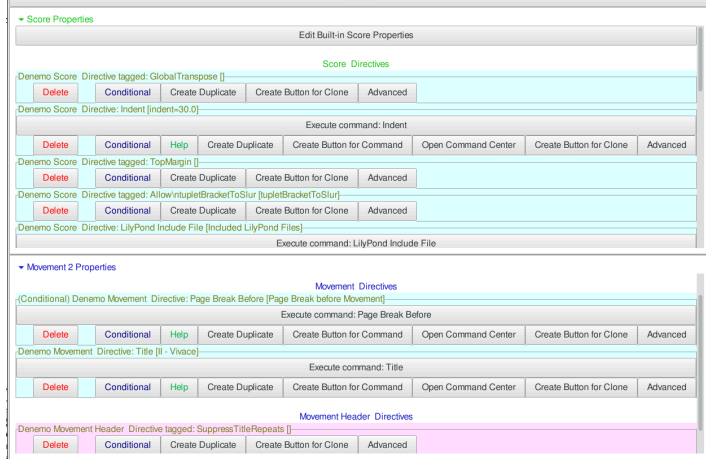 Score Properties
Edit Built-in Score Properties
Score Directives
Denemo Score Directive tagged: GlobalTranspose []
Delete Conditional Create Duplicate Create Button for Clone Advanced
Denemo Score Directive: Indent [indent=30.0]
Execute command: Indent
Delete Conditional Help Create Duplicate Create Button for Command Open Command Center Create Button for Clone Advanced
Denemo Score Directive tagged: TopMargin []
Delete Conditional Create Duplicate Create Button for Clone Advanced
Denemo Score Directive tagged: Allow\ntupletBracketToSlur [tupletBracketToSlur]
Delete Conditional Create Duplicate Create Button for Clone Advanced
Denemo Score Directive: LilyPond Include File [Included LilyPond Files]
Execute command: LilyPond Include File
Movement 2 Properties
Movement Directives
(Conditional) Denemo Movement Directive: Page Break Before [Page Break before Movement]
Execute command: Page Break Before
Delete Conditional Help Create Duplicate Create Button for Command Open Command Center Create Button for Clone Advanced
Denemo Movement Directive: Title [II - Vivace]
Execute command: Title
Delete Conditional Help Create Duplicate Create Button for Command Open Command Center Create Button for Clone Advanced
Movement Header Directives
Denemo Movement Header Directive tagged: SuppressTitleRepeats []
Delete Conditional Create Duplicate Create Button for Clone Advanced